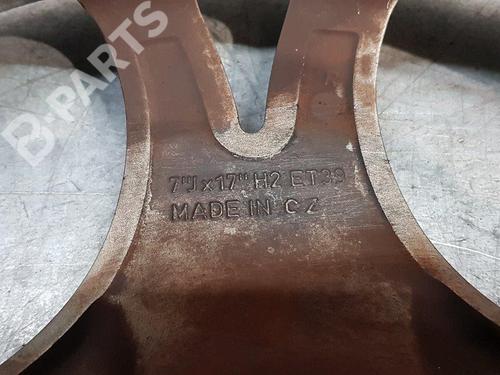 B-PARTS
7"J x 17" H2 ET39
MADE IN CZ